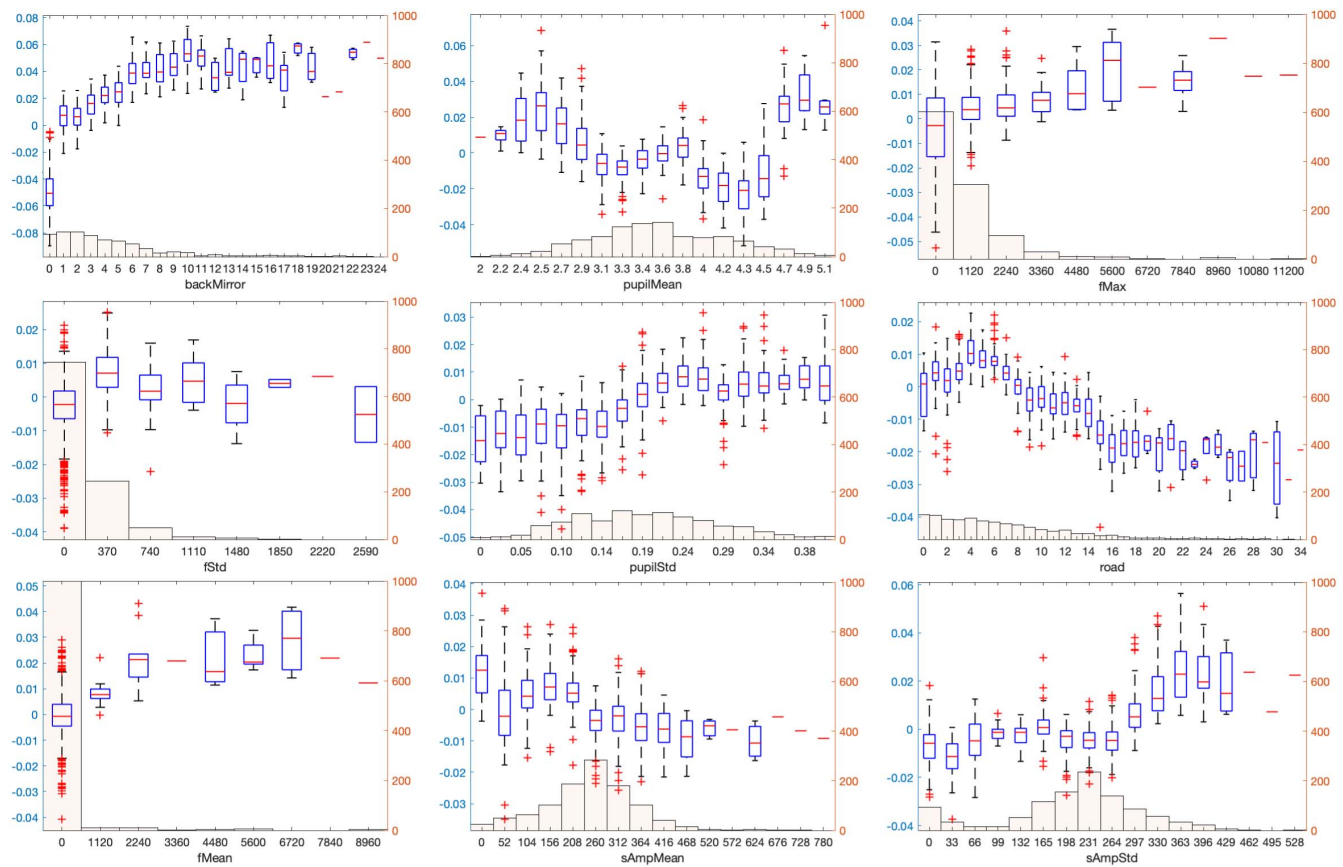 0.08 0.06 0.04 0.02 0 -0.02 0.04 -0.06 -0.08
1000 800 600 400 200 0
0 1 2 3 4 5 6 7 8 9 10 11 12 13 14 15 16 17 18 19 20 21 22 23 24
backMirror
0.08 0.06 0.04 0.02 0 -0.02 0.04
1000 800 600 400 200 0
2 2.2 2.4 2.5 2.7 2.9 3.1 3.3 3.4 3.6 3.8 4 4.2 4.3 4.5 4.7 4.9 5.1
pupilMean
0.04 0.03 0.02 0.01 0 -0.01 -0.02 -0.03 -0.04 -0.05
1000 800 600 400 200 0
0 1120 2240 3360 4480 5600 6720 7840 8960 10080 11200
fMax
0.02 0.01 0 -0.01 -0.02 -0.03 -0.04
1000 800 600 400 200 0
0 370 740 1110 1480 1850 2220 2590
fStd
0.03 0.02 0.01 0 -0.01 -0.02 -0.03 -0.04 -0.05
1000 800 600 400 200 0
0 0.05 0.10 0.14 0.19 0.24 0.29 0.34 0.38
pupilStd
0.02 0.01 0 -0.01 -0.02 -0.03 -0.04
1000 800 600 400 200 0
0 2 4 6 8 10 12 14 16 18 20 22 24 26 28 30 34
road
0.05 0.04 0.03 0.02 0.01 0 -0.01 -0.02 -0.03 -0.04
1000 800 600 400 200 0
0 1120 2240 3360 4480 5600 6720 7840 8960
fMean
0.04 0.03 0.02 0.01 0 -0.01 -0.02 -0.03
1000 800 600 400 200 0
0 52 104 156 208 260 312 364 416 468 520 572 624 676 728 780
sAmpMean
0.06 0.04 0.02 0 -0.02 -0.04
1000 800 600 400 200 0
0 33 66 99 132 165 198 231 264 297 330 363 396 429 462 495 528
sAmpStd